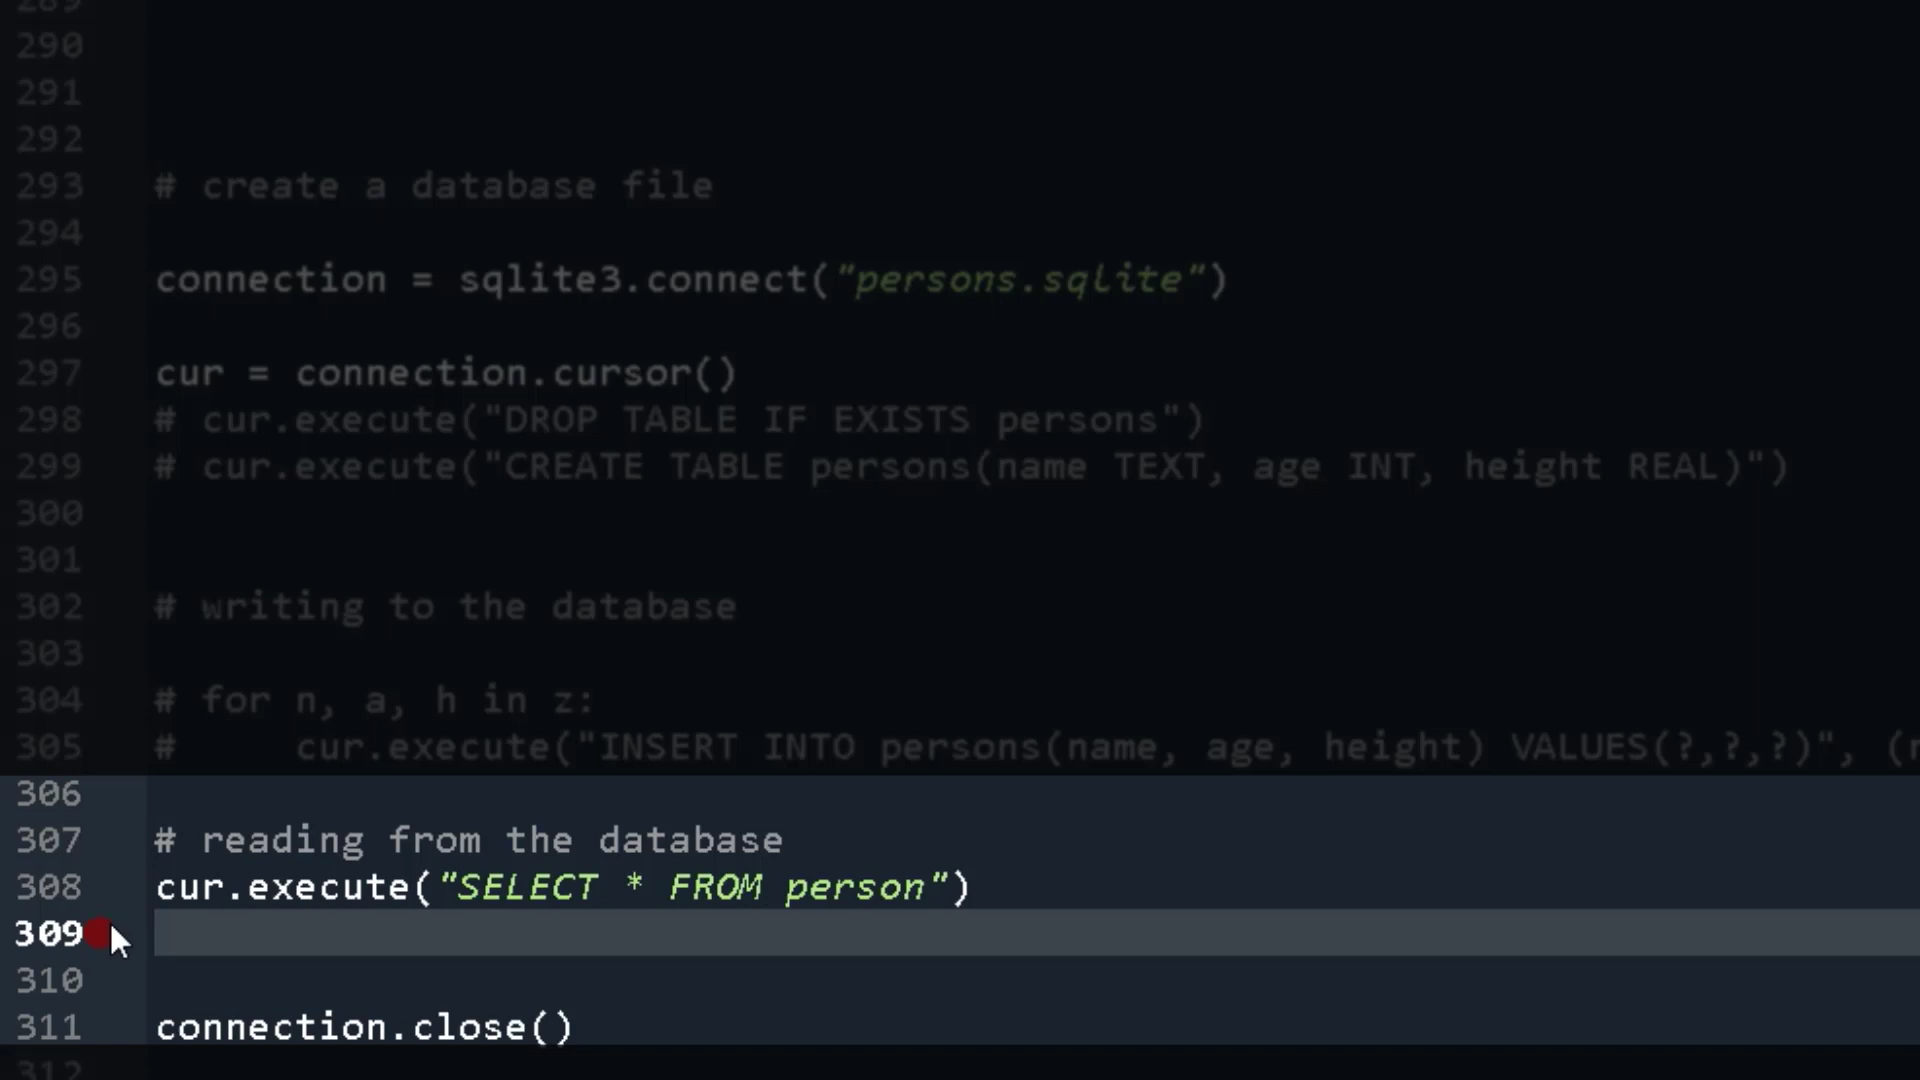 289
290
291
292
293 # create a database file
294
295 connection = sqlite3.connect("persons.sqlite")
296
297 cur = connection.cursor()
298 # cur.execute("DROP TABLE IF EXISTS persons")
299 # cur.execute("CREATE TABLE persons(name TEXT, age INT, height REAL)")
300
301
302 # writing to the database
303
304 # for n, a, h in z:
305 #     cur.execute("INSERT INTO persons(name, age, height) VALUES(?,?,?)", (
306
307 # reading from the database
308 cur.execute("SELECT * FROM person")
309
310
311 connection.close()
312